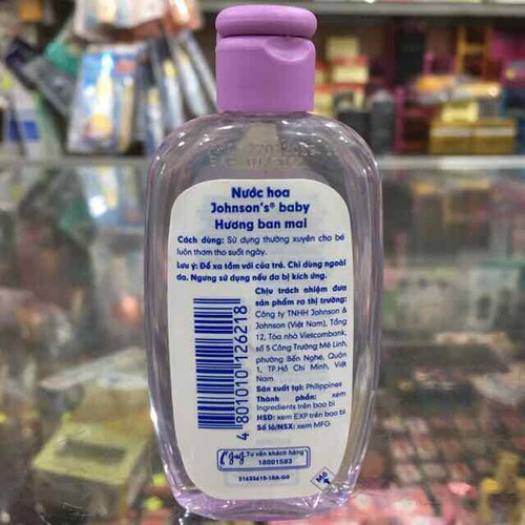 Nước hoa
Johnson's® baby
Hương ban mai
Cách dùng: Sử dụng thường xuyên cho bé
luôn thơm tho suốt ngày.
Lưu ý: Để xa tầm với của trẻ. Chỉ dùng ngoài
da. Ngưng sử dụng nếu da bị kích ứng.
Chịu trách nhiệm đưa
sản phẩm ra thị trường:
Công ty TNHH Johnson &
Johnson (Việt Nam), Tầng
12, Tòa nhà Vietcombank,
số 5 Công Trường Mê Linh,
phường Bến Nghé, Quận
1, TP.Hồ Chí Minh, Việt
Nam.
Sản xuất tại: Philippines
Thành phần: xem
Ingredients trên bao bì
HSD: xem EXP trên bao bì
Số lô/NSX: xem MFG
4 801010 126218
J&J Tư vấn khách hàng
18001583